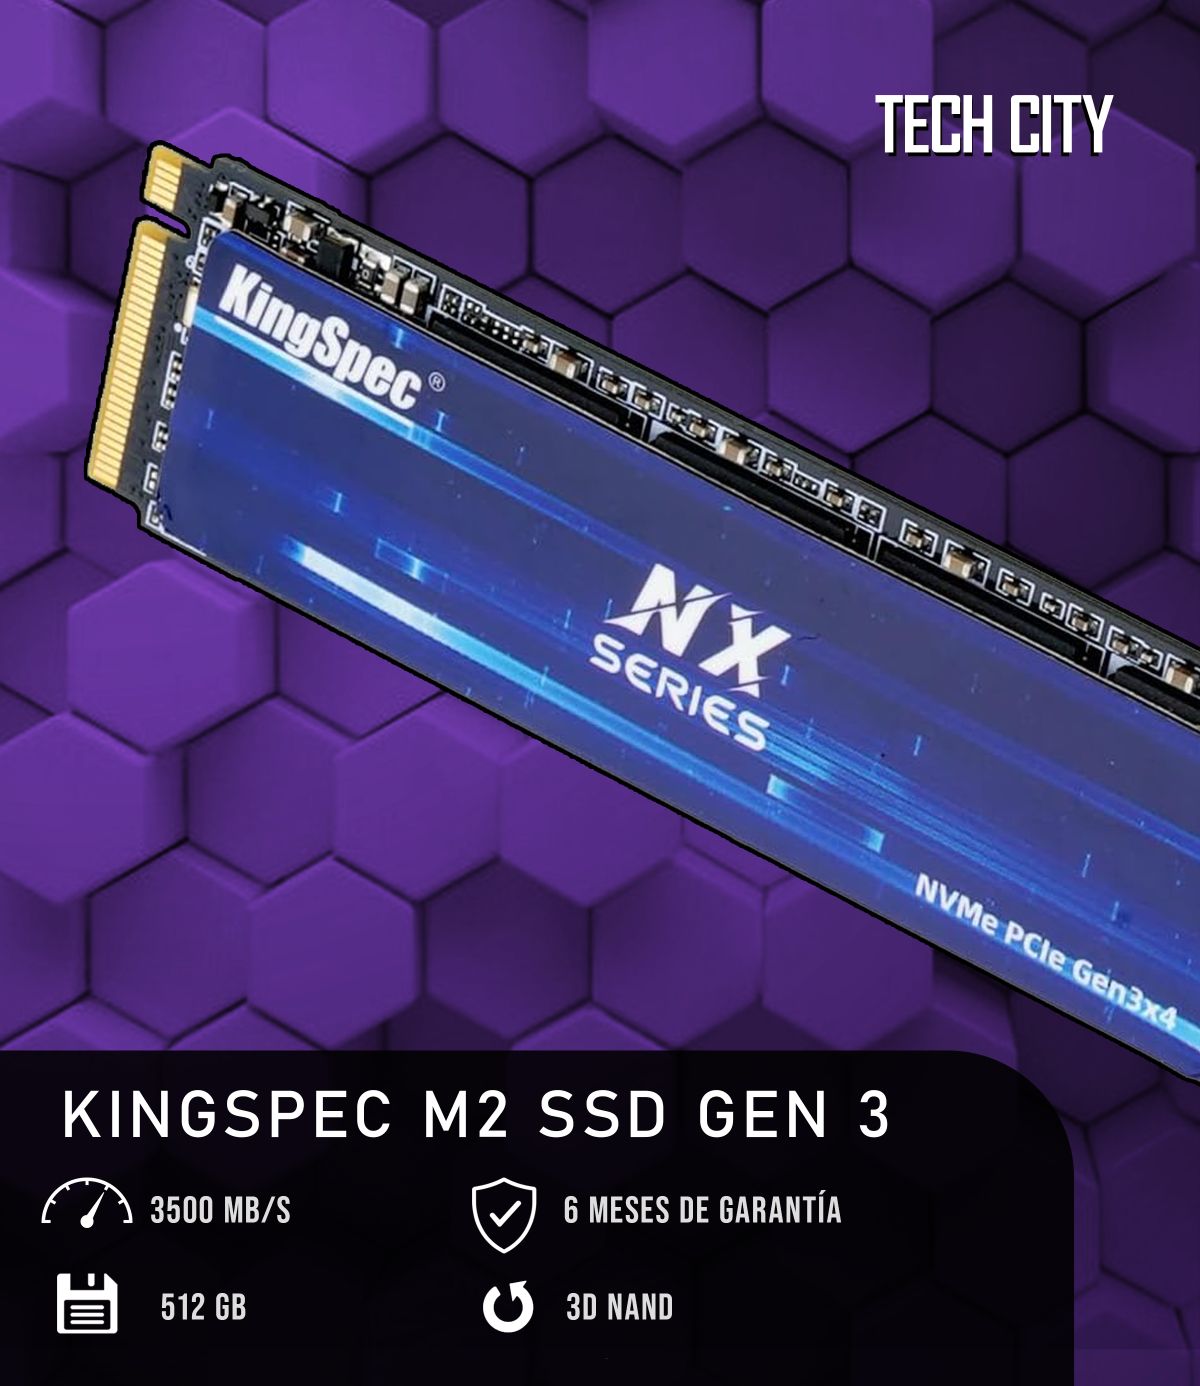 TECH CITY
KingSpec®
NX
SERIES
NVMe PCIe Gen3x4
KINGSPEC M2 SSD GEN 3
3500 MB/S
6 MESES DE GARANTÍA
512 GB
3D NAND